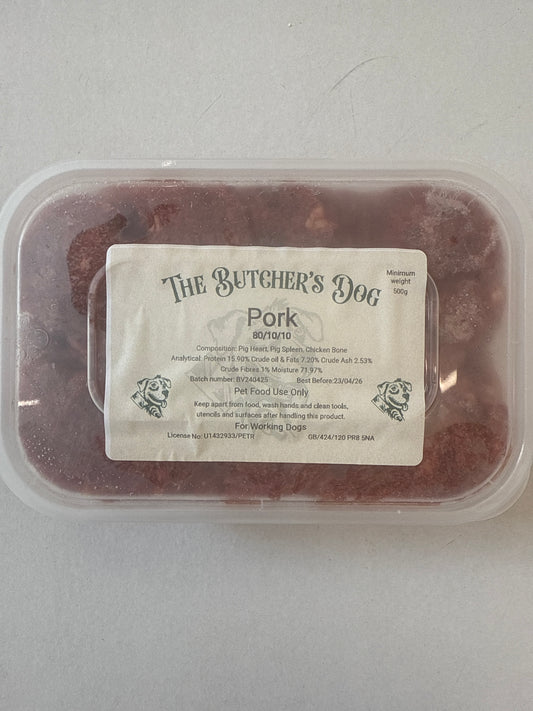 THE BUTCHER'S DOG
Minimum
weight
500g
Pork
80/10/10
Composition: Pig Heart, Pig Spleen, Chicken Bone
Analytical: Protein 15.90% Crude oil & Fats 7.20% Crude Ash 2.53%
Crude Fibres 1% Moisture 71.97%
Batch number: BV240425 Best Before:23/04/26
Pet Food Use Only
Keep apart from food, wash hands and clean tools,
utencils and surfaces after handling this product.
For Working Dogs
License No: U1422933/PETR GB/424/120 PR8 5NA